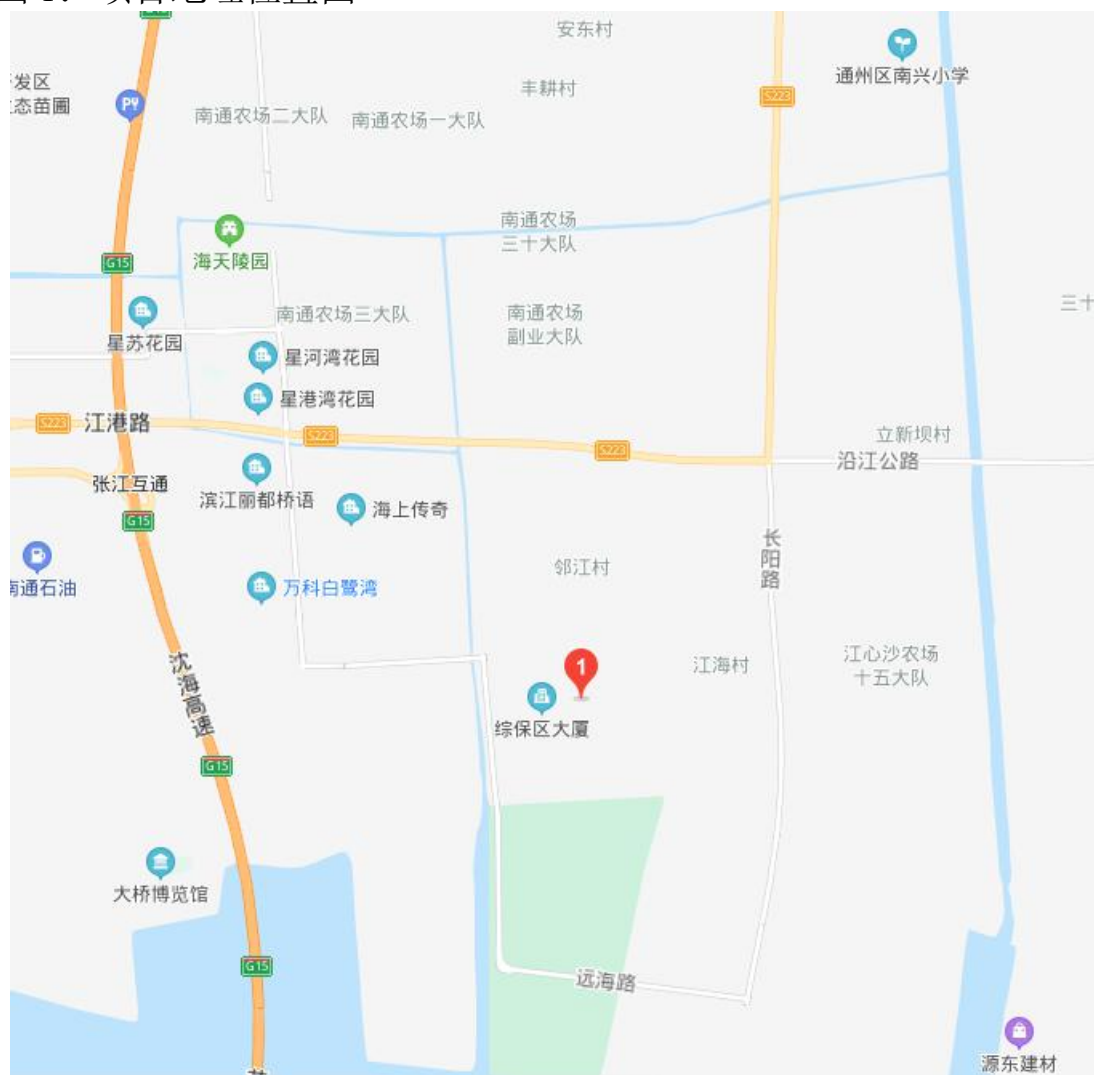 安东村
通州区南兴小学
发区
态苗圃
丰耕村
S223
南通农场二大队
南通农场一大队
南通农场
三十大队
海天陵园
G15
南通农场三大队
南通农场
副业大队
三十
星苏花园
星河湾花园
星港湾花园
S223
江港路
S223
S223
立新坝村
沿江公路
张江互通
滨江丽都桥语
海上传奇
G15
长阳路
南通石油
万科白鹭湾
邻江村
沈海高速
1
江海村
江心沙农场
十五大队
综保区大厦
G15
大桥博览馆
G15
远海路
源东建材